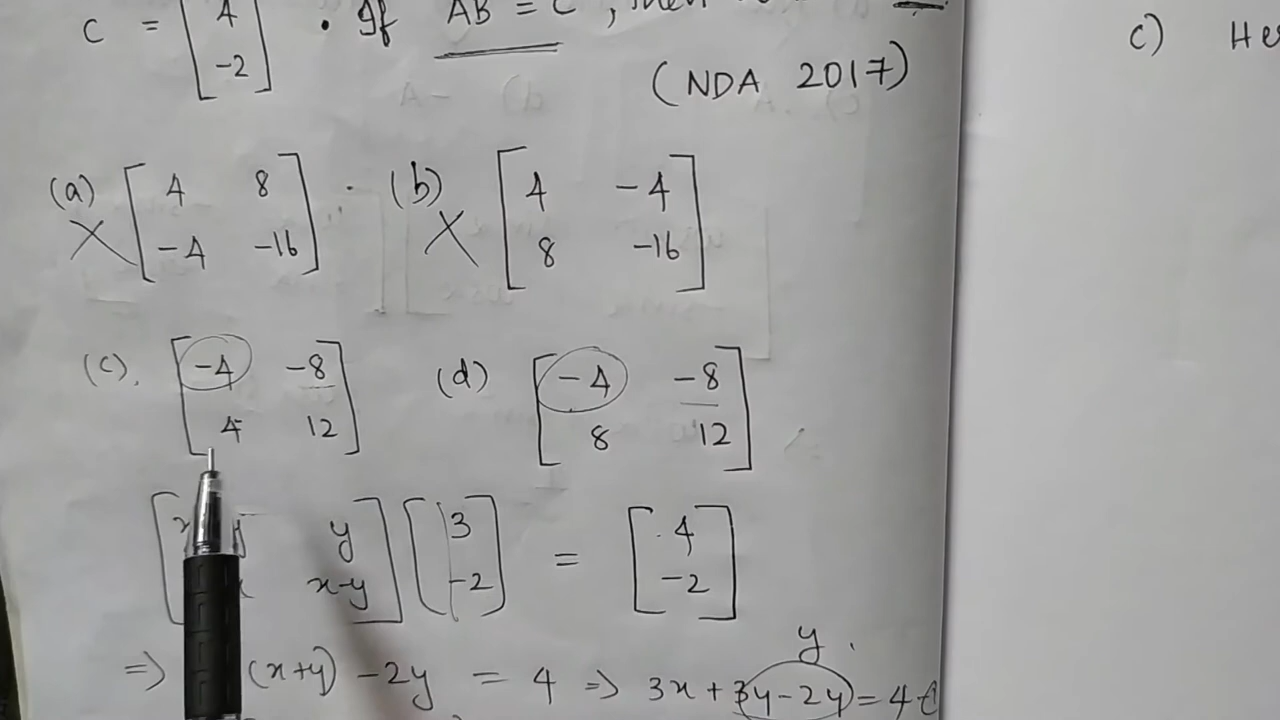 C = [ 4 -2 ] . If AB = C , then
(NDA 2017)
C) He
(a) [ 4 8 -4 -16 ] . (b) [ 4 -4 8 -16 ]
(c). [ -4 -8 4 12 ] (d) [ -4 -8 8 12 ]
[ y x-y ] [ 3 -2 ] = [ 4 -2 ]
y .
=> (x+y) -2y = 4 => 3x + 3y-2y = 4